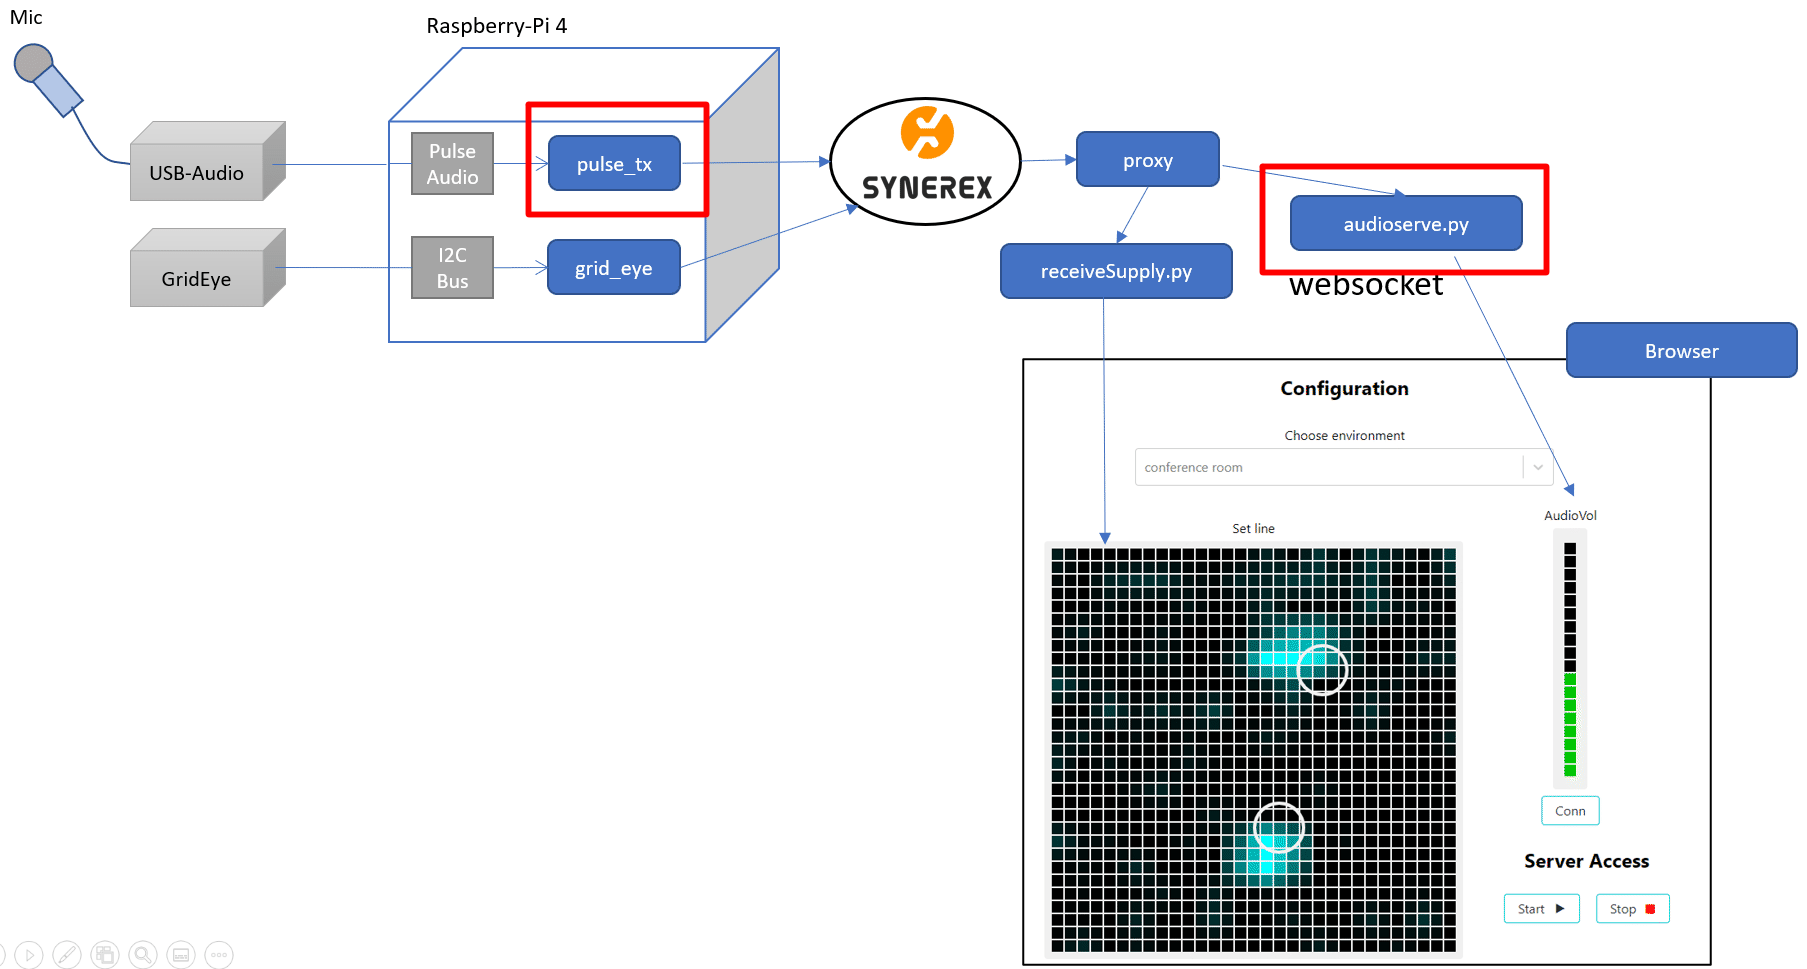 Mic
Raspberry-Pi 4
USB-Audio
Pulse
Audio
pulse_tx
GridEye
I2C
Bus
grid_eye
SYNEREX
proxy
audioserve.py
receiveSupply.py
websocket
Browser
Configuration
Choose environment
conference room
Set line
AudioVol
Conn
Server Access
Start
Stop